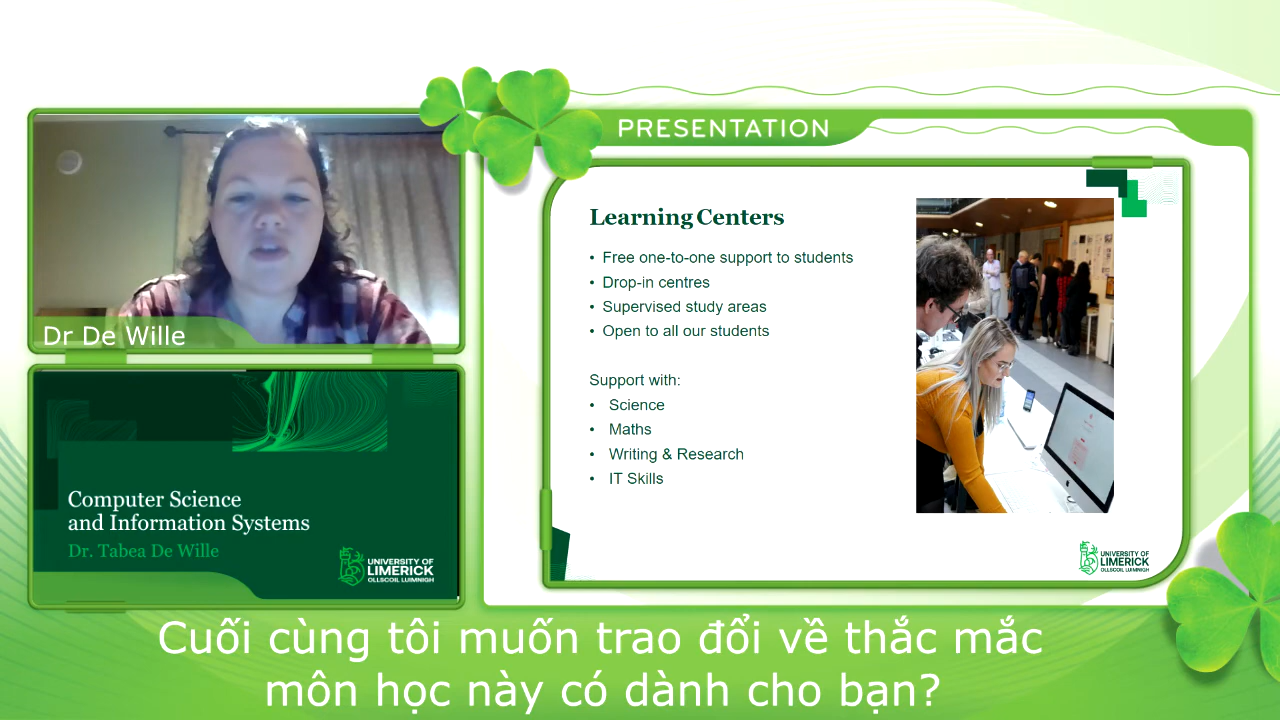 PRESENTATION
Dr De Wille
Computer Science
and Information Systems
Dr. Tabea De Wille
UNIVERSITY OF
LIMERICK
OLLSCOIL LUIMNIGH
Learning Centers
• Free one-to-one support to students
• Drop-in centres
• Supervised study areas
• Open to all our students
Support with:
• Science
• Maths
• Writing & Research
• IT Skills
UNIVERSITY OF
LIMERICK
OLLSCOIL LUIMNIGH
Cuối cùng tôi muốn trao đổi về thắc mắc
môn học này có dành cho bạn?